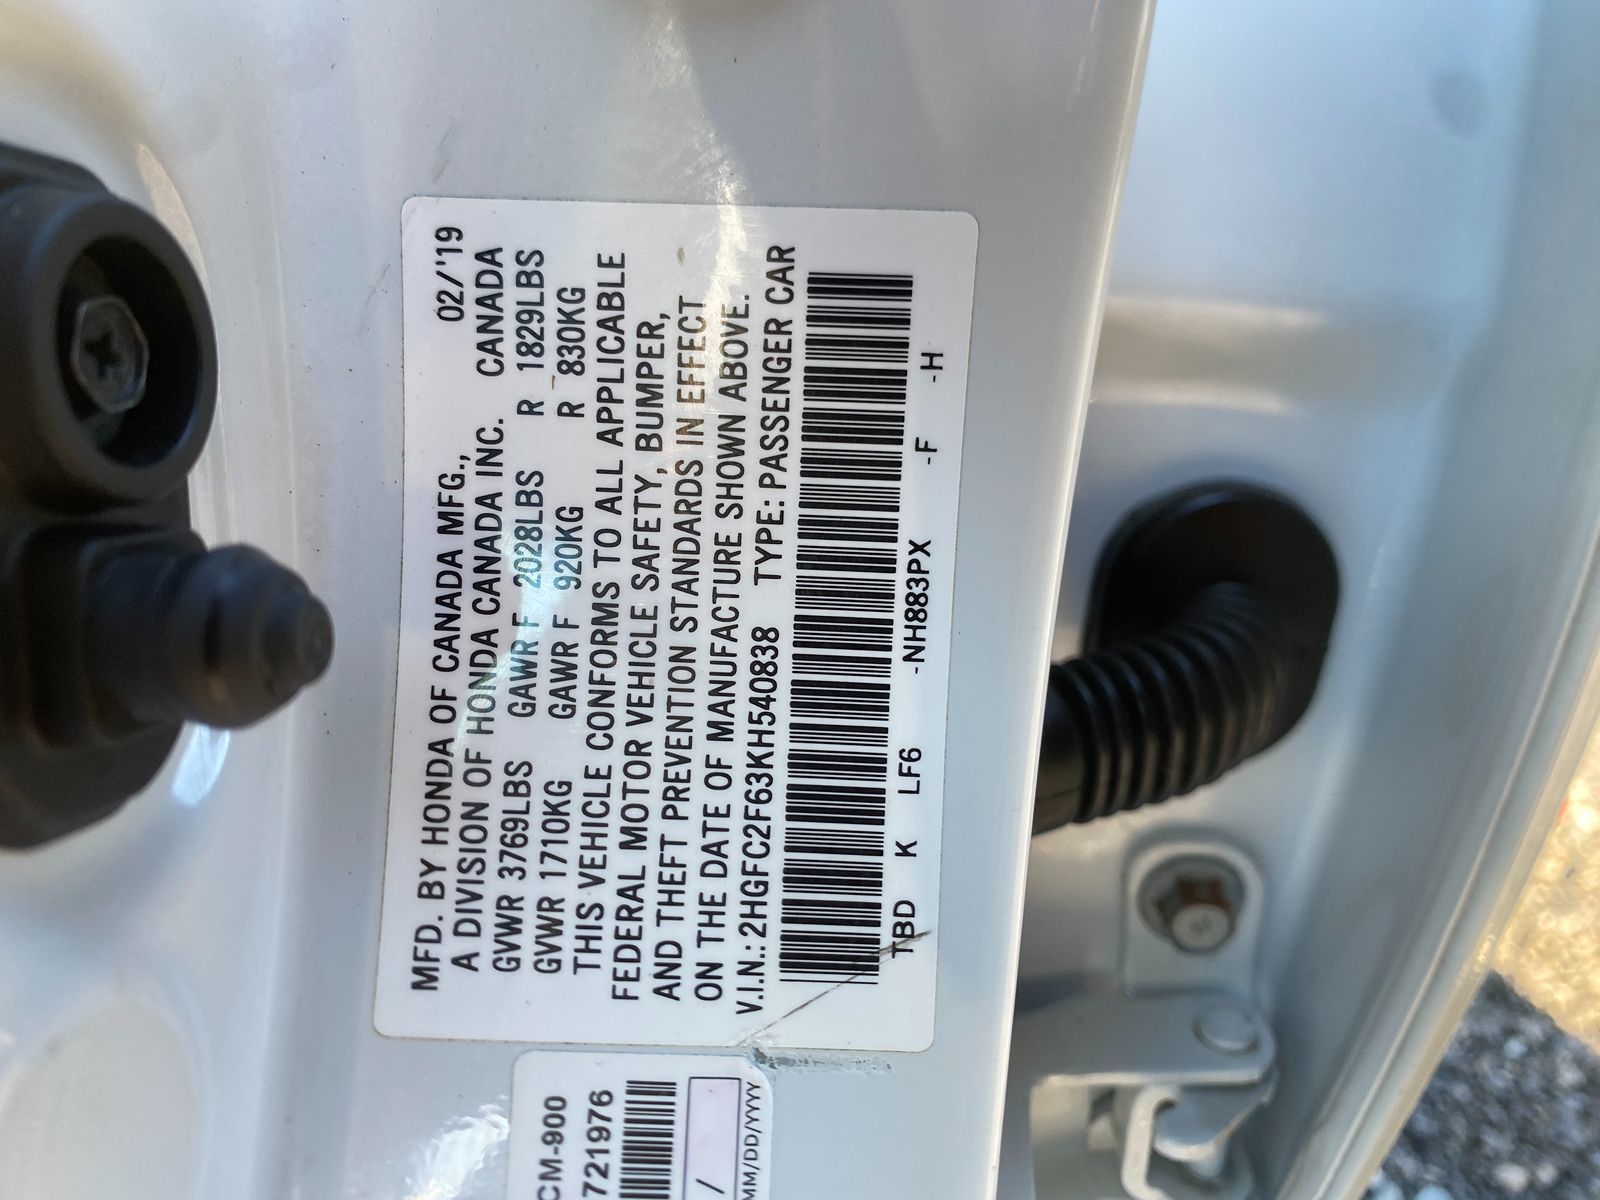 MFD. BY HONDA OF CANADA MFG., 02/'19
A DIVISION OF HONDA CANADA INC. CANADA
GVWR 3769LBS GAWR F 2028LBS R 1829LBS
GVWR 1710KG GAWR F 920KG R 830KG
THIS VEHICLE CONFORMS TO ALL APPLICABLE
FEDERAL MOTOR VEHICLE SAFETY, BUMPER,
AND THEFT PREVENTION STANDARDS IN EFFECT
ON THE DATE OF MANUFACTURE SHOWN ABOVE.
V.I.N.:2HGFC2F63KH540838 TYPE:PASSENGER CAR
TBD K LF6 -NH883PX -F -H
CM-900
721976
/
MM/DD/YYYY